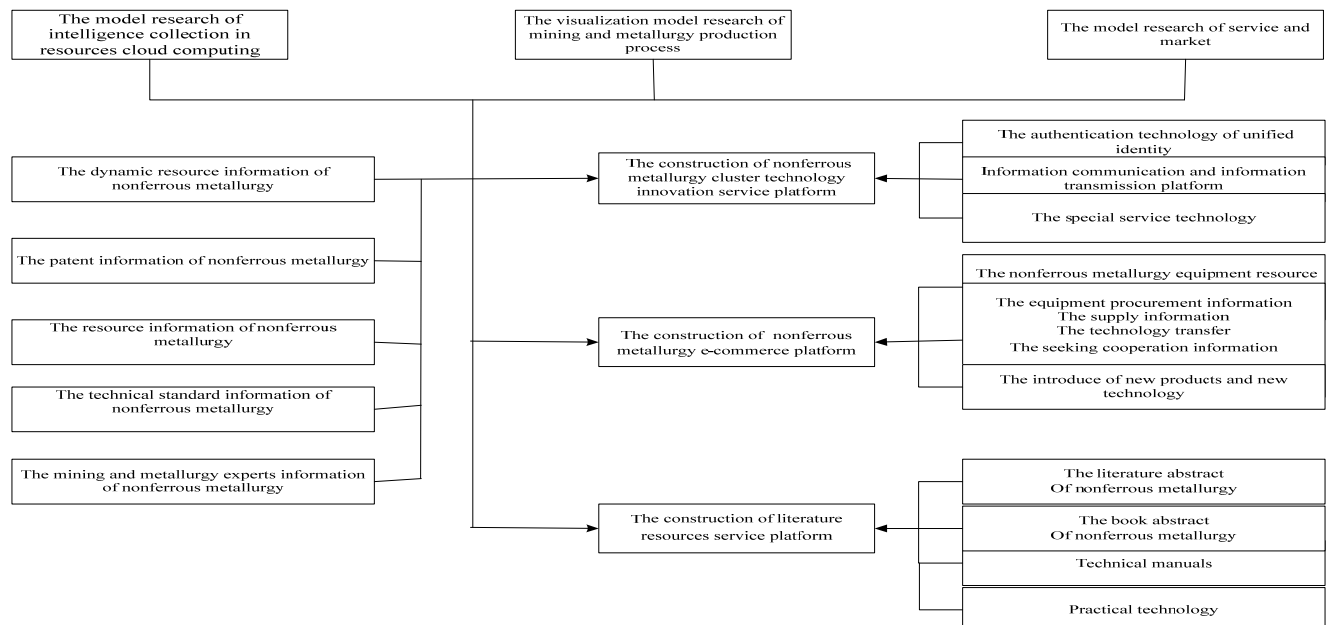 The model research of
intelligence collection in
resources cloud computing
The visualization model research of
mining and metallurgy production
process
The model research of service and
market
The dynamic resource information of
nonferrous metallurgy
The patent information of nonferrous metallurgy
The resource information of nonferrous
metallurgy
The technical standard information of
nonferrous metallurgy
The mining and metallurgy experts information
of nonferrous metallurgy
The construction of nonferrous
metallurgy cluster technology
innovation service platform
The construction of nonferrous
metallurgy e-commerce platform
The construction of literature
resources service platform
The authentication technology of unified
identity
Information communication and information
transmission platform
The special service technology
The nonferrous metallurgy equipment resource
The equipment procurement information
The supply information
The technology transfer
The seeking cooperation information
The introduce of new products and new
technology
The literature abstract
Of nonferrous metallurgy
The book abstract
Of nonferrous metallurgy
Technical manuals
Practical technology